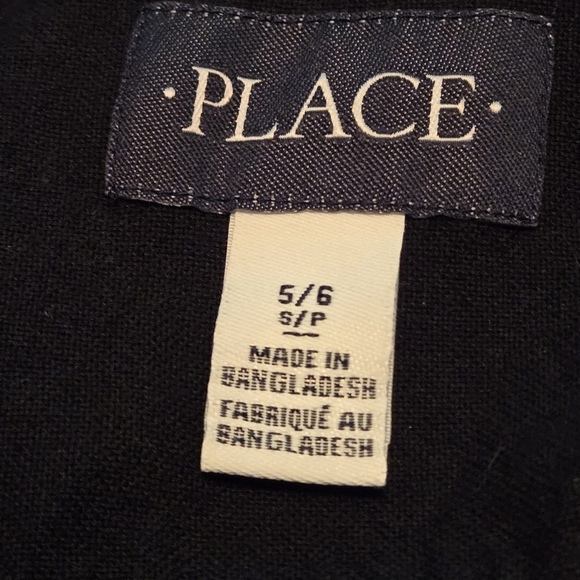 ·PLACE·
5/6
S/P
MADE IN
BANGLADESH
FABRIQUÉ AU
BANGLADESH